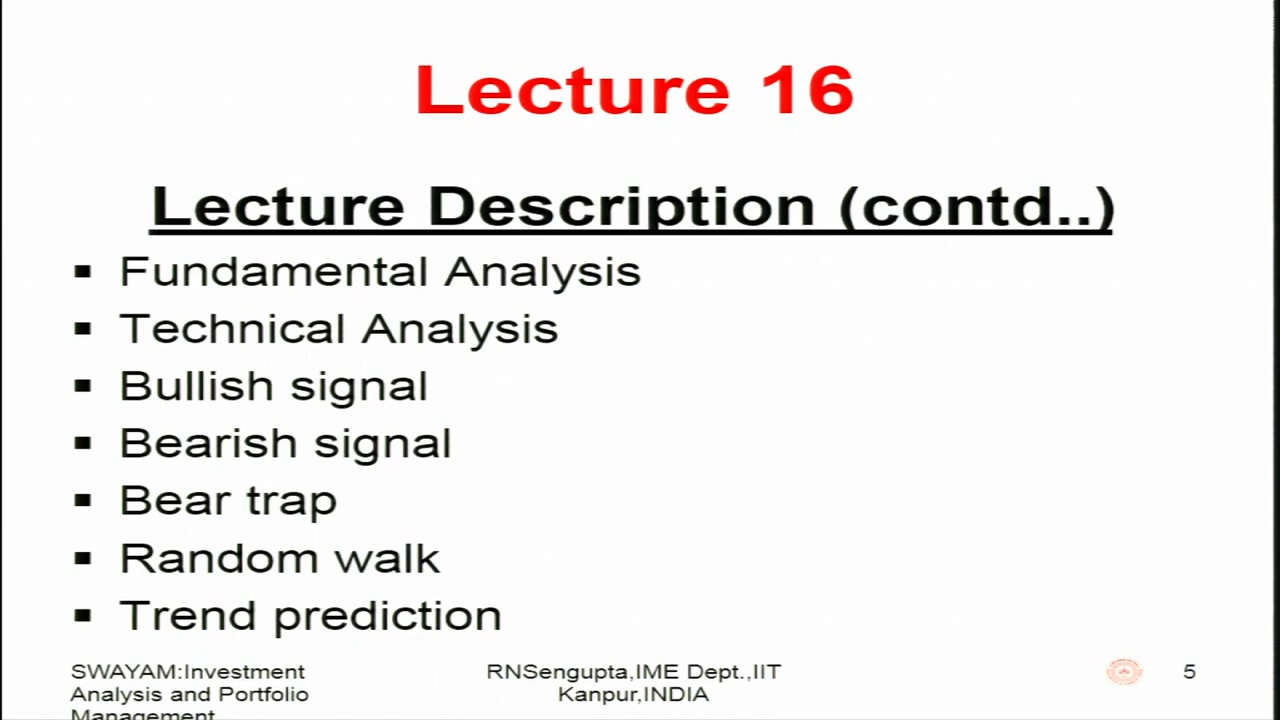 Lecture 16
Lecture Description (contd..)
▪ Fundamental Analysis
▪ Technical Analysis
▪ Bullish signal
▪ Bearish signal
▪ Bear trap
▪ Random walk
▪ Trend prediction
SWAYAM:Investment
Analysis and Portfolio
Management
RNSengupta,IME Dept.,IIT
Kanpur,INDIA
5